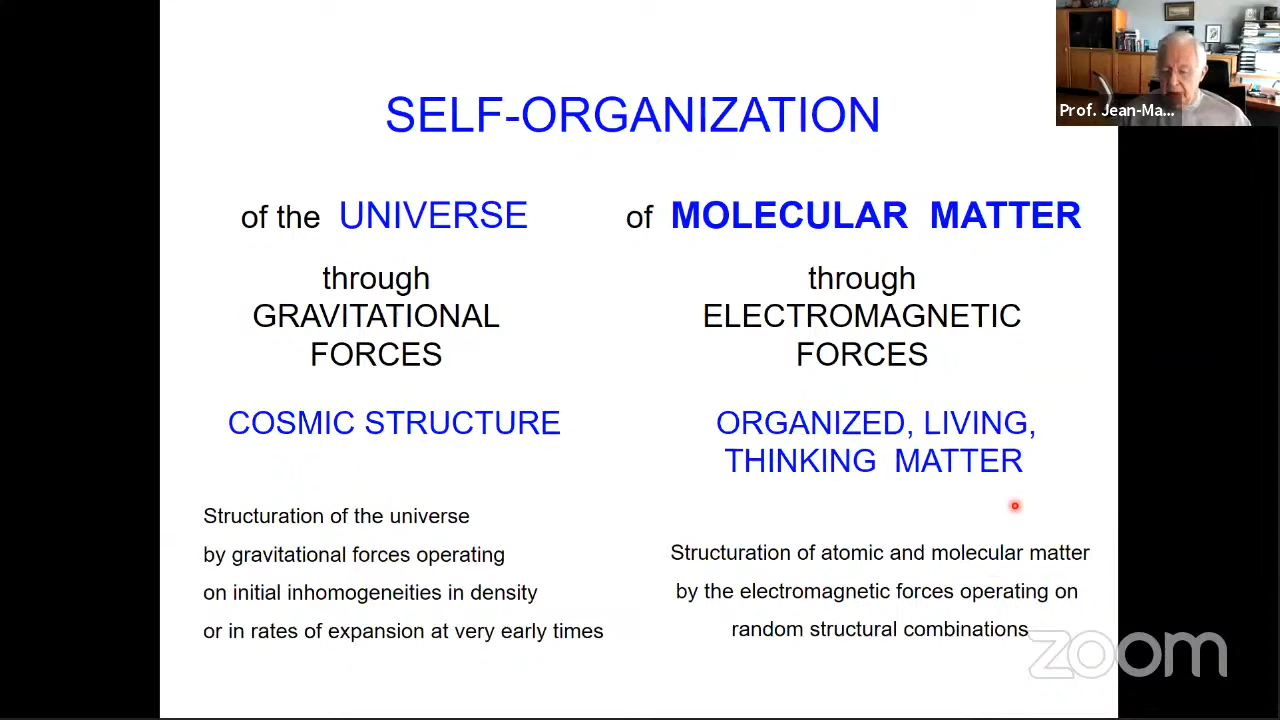 SELF-ORGANIZATION
of the UNIVERSE
through
GRAVITATIONAL
FORCES
COSMIC STRUCTURE
Structuration of the universe
by gravitational forces operating
on initial inhomogeneities in density
or in rates of expansion at very early times
of MOLECULAR MATTER
through
ELECTROMAGNETIC
FORCES
ORGANIZED, LIVING,
THINKING MATTER
Structuration of atomic and molecular matter
by the electromagnetic forces operating on
random structural combinations
Prof. Jean-Ma...
zoom